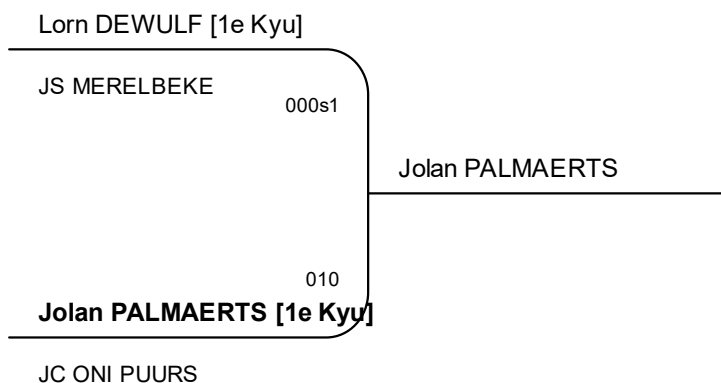 Lorn DEWULF [1e Kyu]
JS MERELBEKE
000s1
Jolan PALMAERTS
010
Jolan PALMAERTS [1e Kyu]
JC ONI PUURS